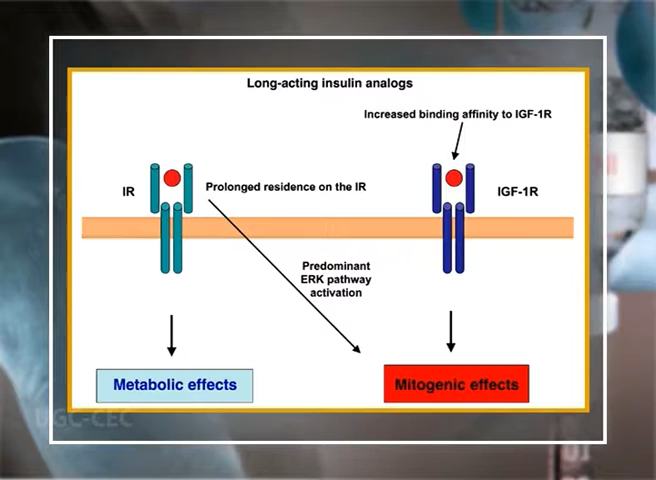 Long-acting insulin analogs
Increased binding affinity to IGF-1R
IR
Prolonged residence on the IR
IGF-1R
Predominant
ERK pathway
activation
Metabolic effects
Mitogenic effects
UGC-CEC